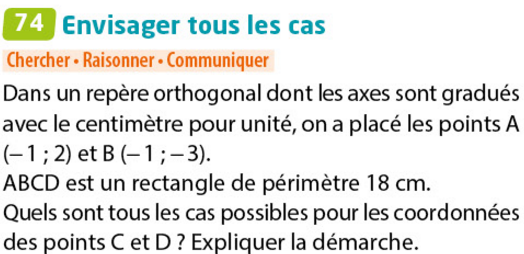 74 Envisager tous les cas
Chercher • Raisonner • Communiquer
Dans un repère orthogonal dont les axes sont gradués
avec le centimètre pour unité, on a placé les points A
(– 1 ; 2) et B (– 1 ; – 3).
ABCD est un rectangle de périmètre 18 cm.
Quels sont tous les cas possibles pour les coordonnées
des points C et D ? Expliquer la démarche.